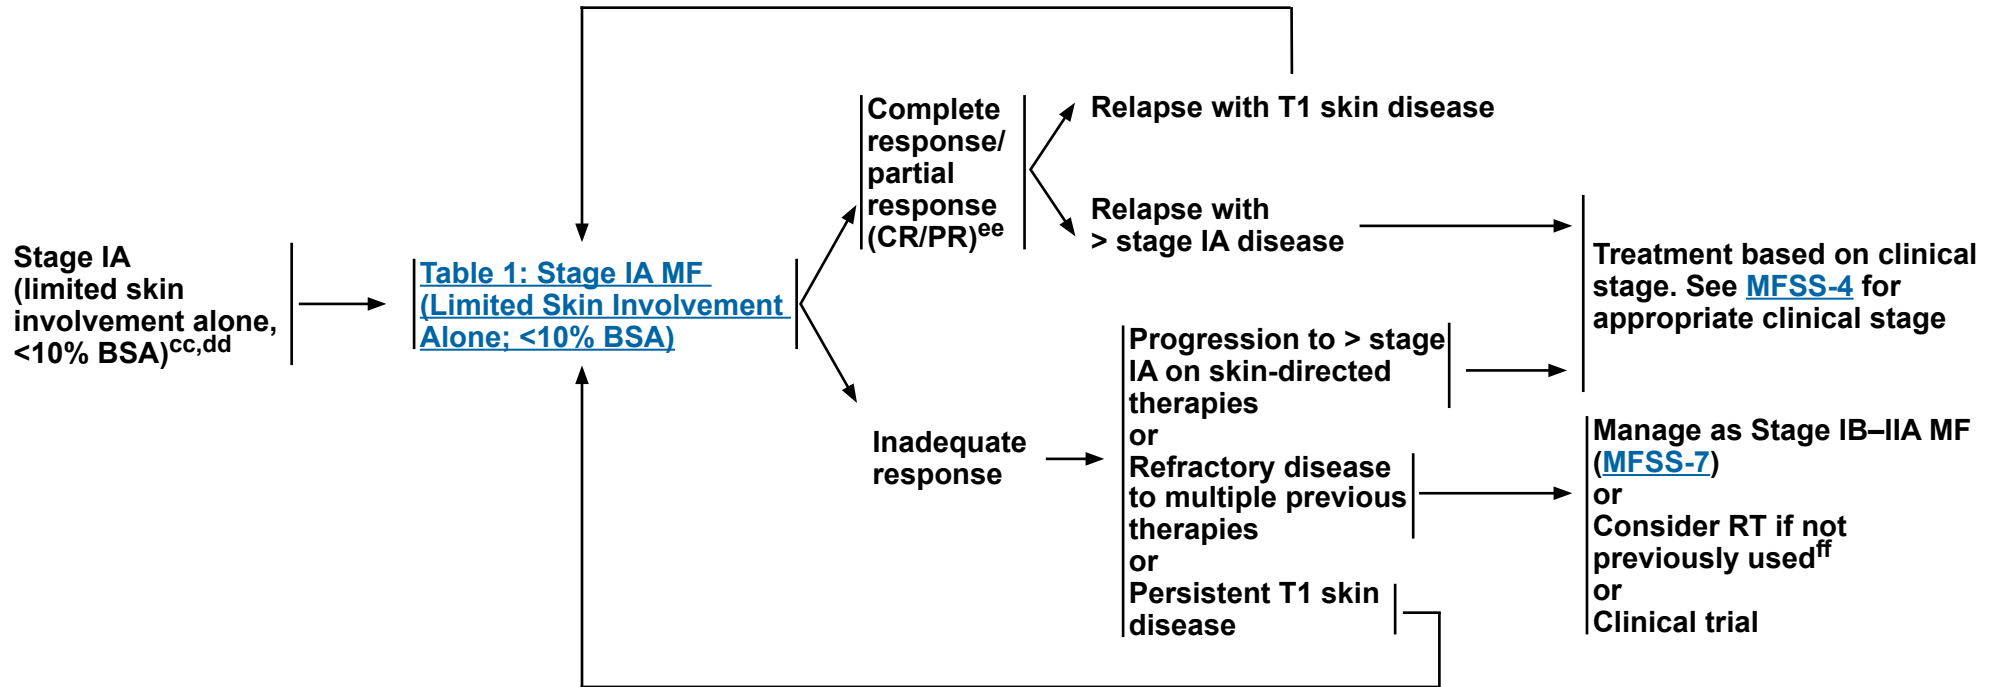 Stage IA
(limited skin
involvement alone,
<10% BSA)cc,dd
Table 1: Stage IA MF
(Limited Skin Involvement
Alone; <10% BSA)
Complete
response/
partial
response
(CR/PR)ee
Relapse with T1 skin disease
Relapse with
> stage IA disease
Inadequate
response
Progression to > stage
IA on skin-directed
therapies
or
Refractory disease
to multiple previous
therapies
or
Persistent T1 skin
disease
Treatment based on clinical
stage. See MFSS-4 for
appropriate clinical stage
Manage as Stage IB–IIA MF
(MFSS-7)
or
Consider RT if not
previously usedff
or
Clinical trial